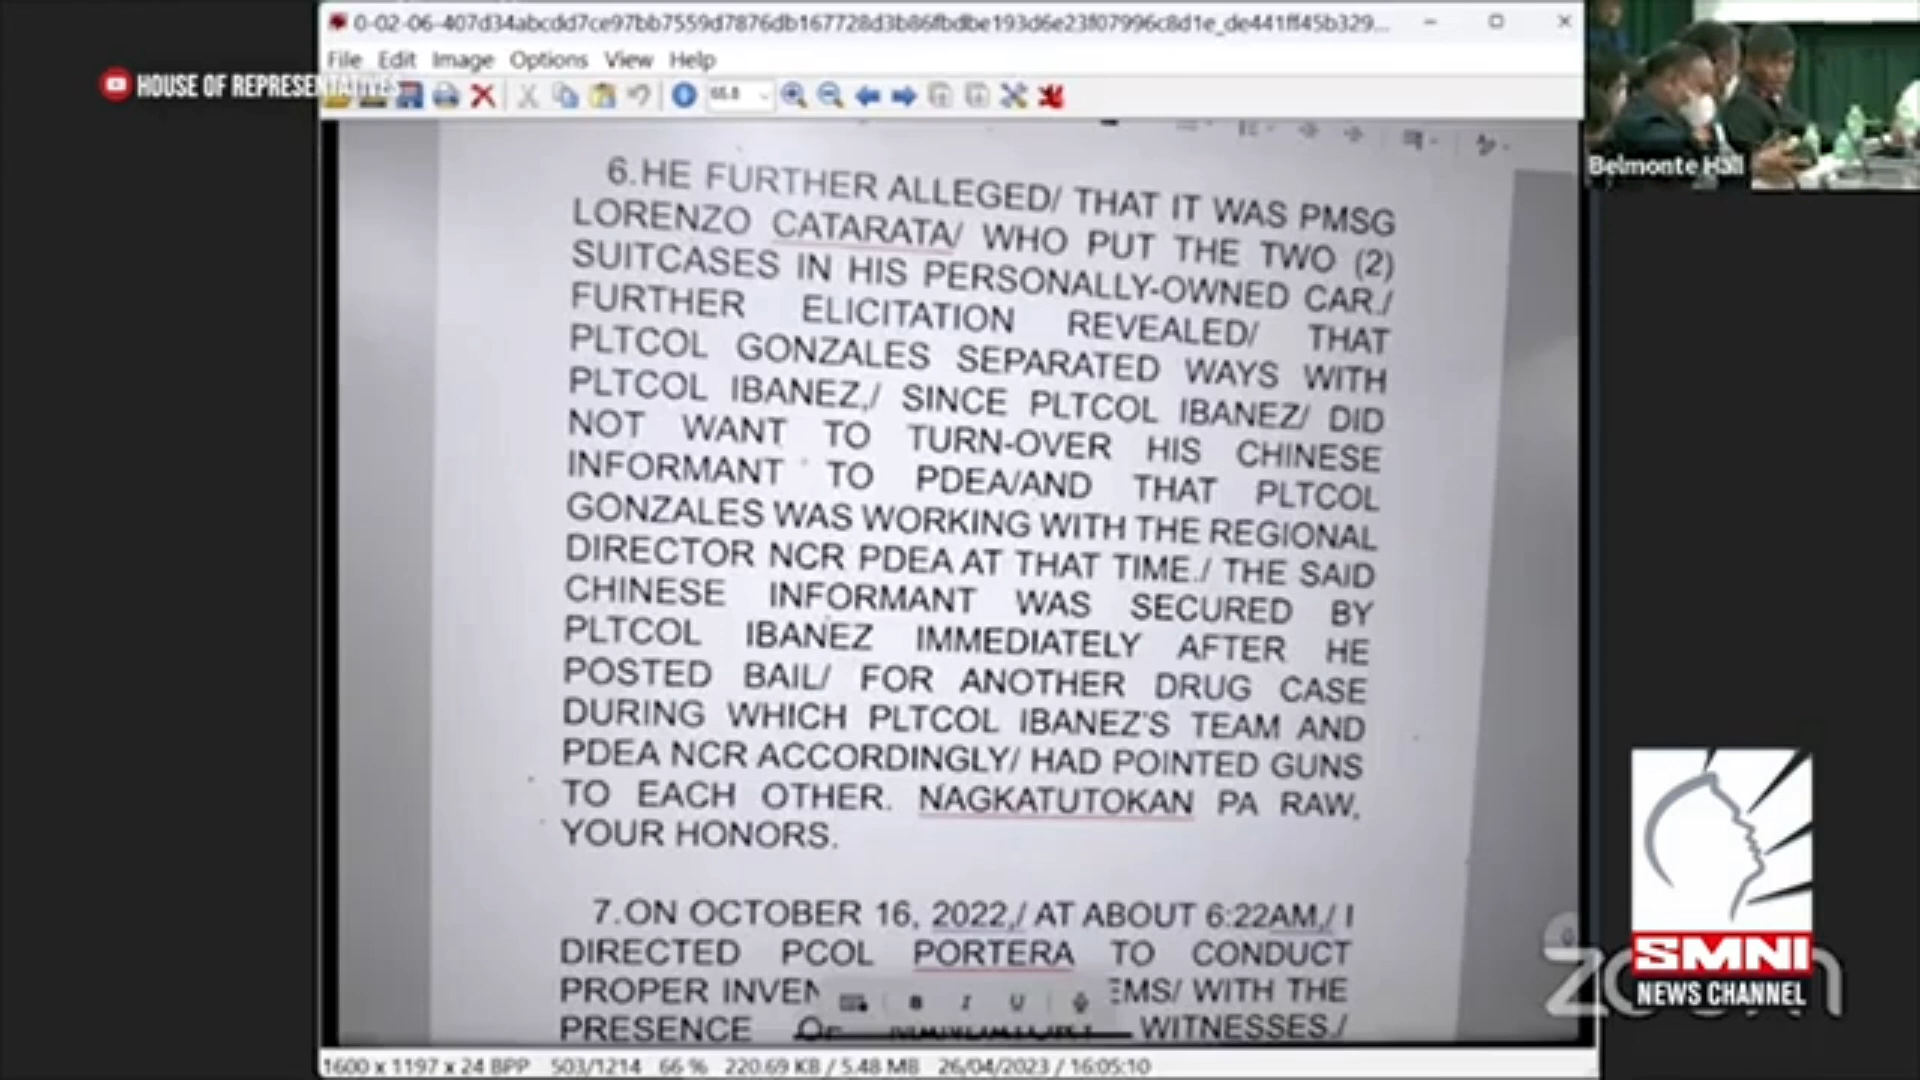 0-02-06-407d34abcdd7ce97bb7559d7876db167728d3b86fbdbe193d6e23f07996c8d1e_de441ff45b329...
File Edit Image Options View Help
HOUSE OF REPRESENTATIVES
66.8
Belmonte Hall
6. HE FURTHER ALLEGED/ THAT IT WAS PMSG
LORENZO CATARATA/ WHO PUT THE TWO (2)
SUITCASES IN HIS PERSONALLY-OWNED CAR./
FURTHER ELICITATION REVEALED/ THAT
PLTCOL GONZALES SEPARATED WAYS WITH
PLTCOL IBANEZ,/ SINCE PLTCOL IBANEZ/ DID
NOT WANT TO TURN-OVER HIS CHINESE
INFORMANT TO PDEA/AND THAT PLTCOL
GONZALES WAS WORKING WITH THE REGIONAL
DIRECTOR NCR PDEA AT THAT TIME./ THE SAID
CHINESE INFORMANT WAS SECURED BY
PLTCOL IBANEZ IMMEDIATELY AFTER HE
POSTED BAIL/ FOR ANOTHER DRUG CASE
DURING WHICH PLTCOL IBANEZ'S TEAM AND
PDEA NCR ACCORDINGLY/ HAD POINTED GUNS
TO EACH OTHER. NAGKATUTOKAN PA RAW,
YOUR HONORS.
7. ON OCTOBER 16, 2022,/ AT ABOUT 6:22AM,/ I
DIRECTED PCOL PORTERA TO CONDUCT
PROPER INVEN EMS/ WITH THE
B I U
PRESENCE OF WITNESSES./
zoom
SMNI
NEWS CHANNEL
1600 x 1197 x 24 BPP 503/1214 66 % 220.69 KB / 5.48 MB 26/04/2023 / 16:05:10